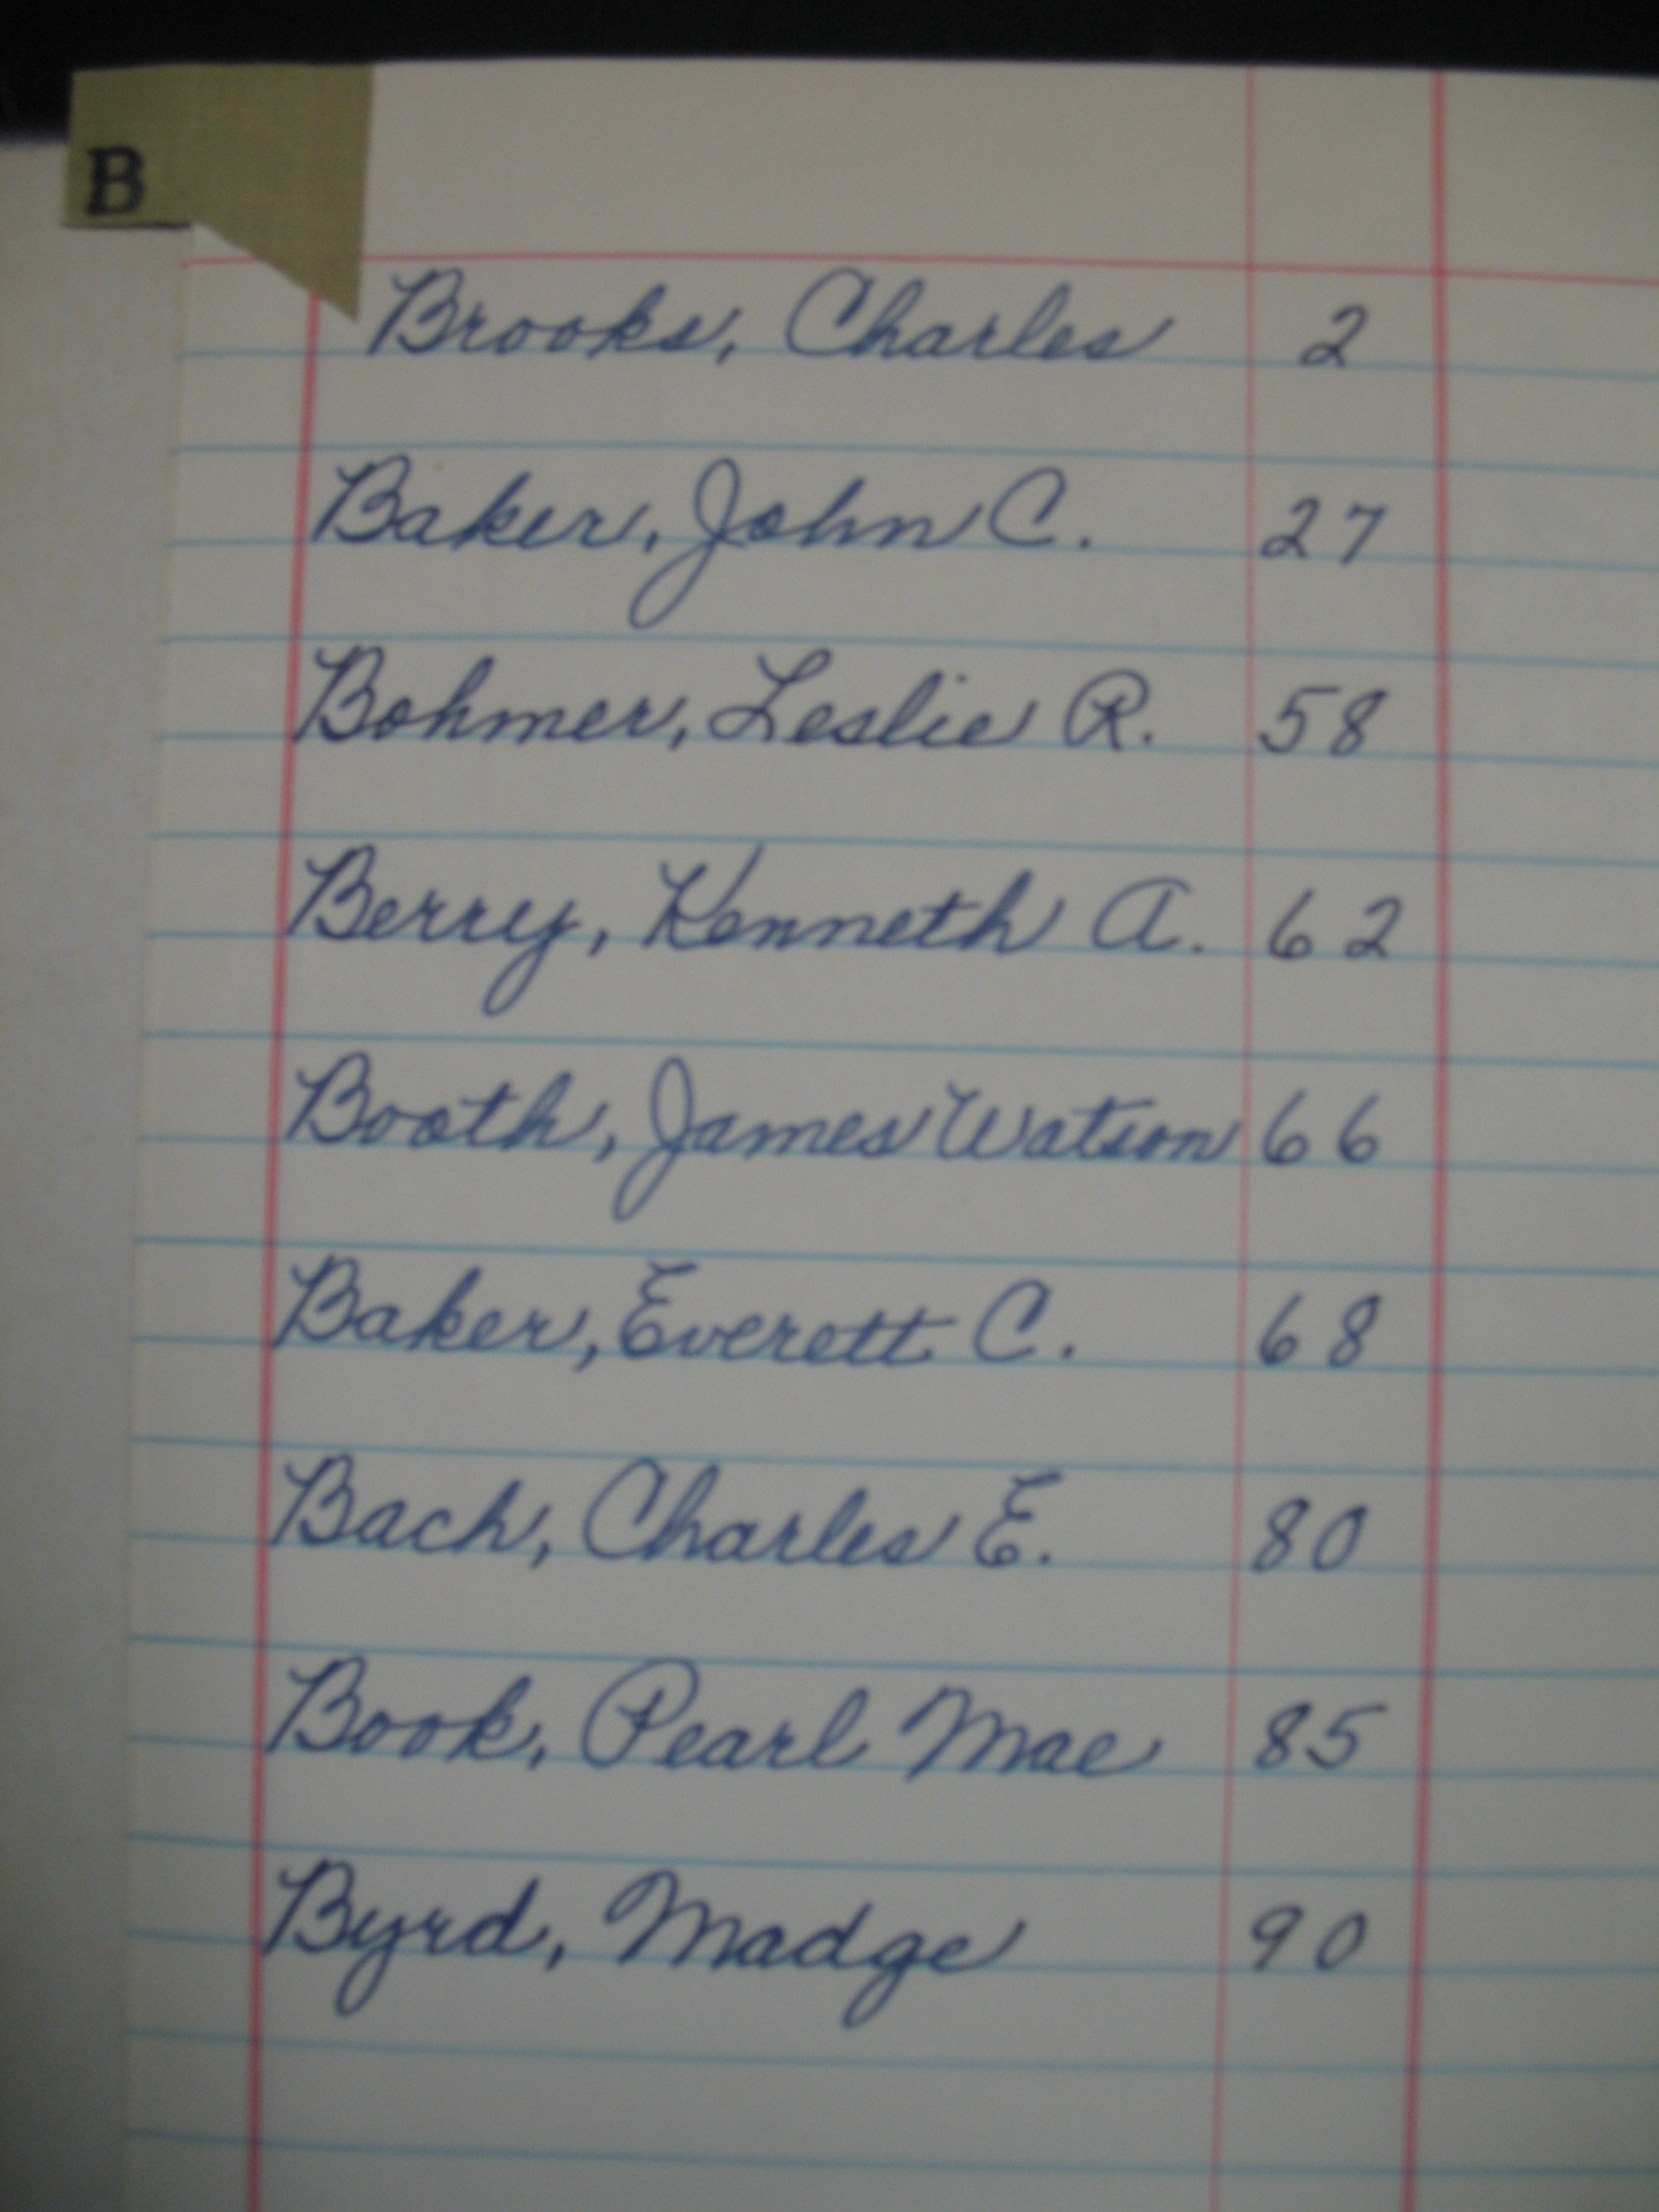 B
Brooks, Charles 2
Baker, John C. 27
Bohmer, Leslie R. 58
Berry, Kenneth A. 62
Booth, James Watson 66
Baker, Everett C. 68
Bach, Charles E. 80
Book, Pearl Mae 85
Byrd, Madge 90